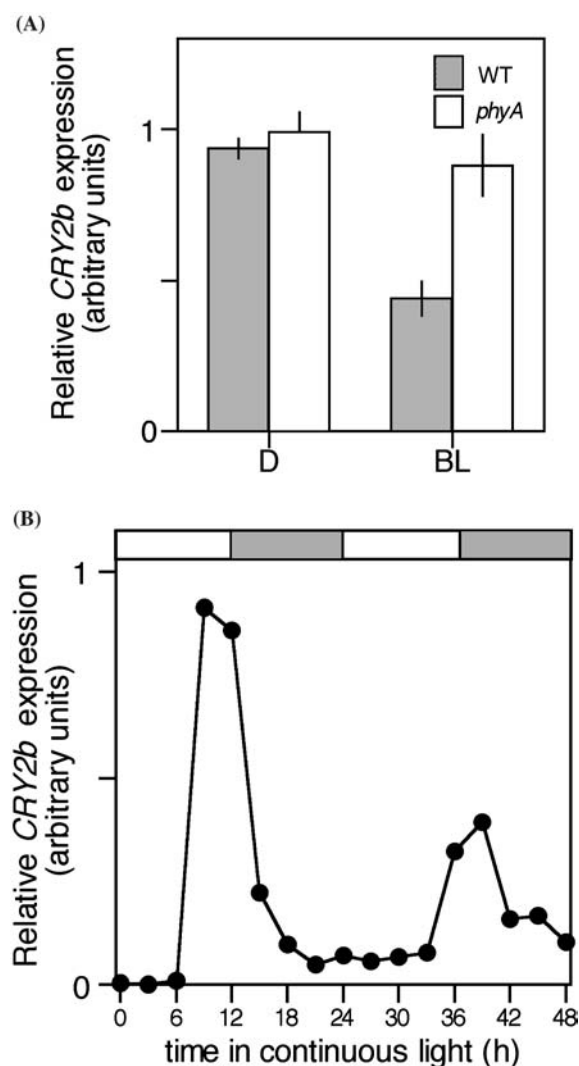 (A)
Relative CRY2b expression
(arbitrary units)
1
0
WT
phyA
D
BL
(B)
Relative CRY2b expression
(arbitrary units)
1
0
0 6 12 18 24 30 36 42 48
time in continuous light (h)